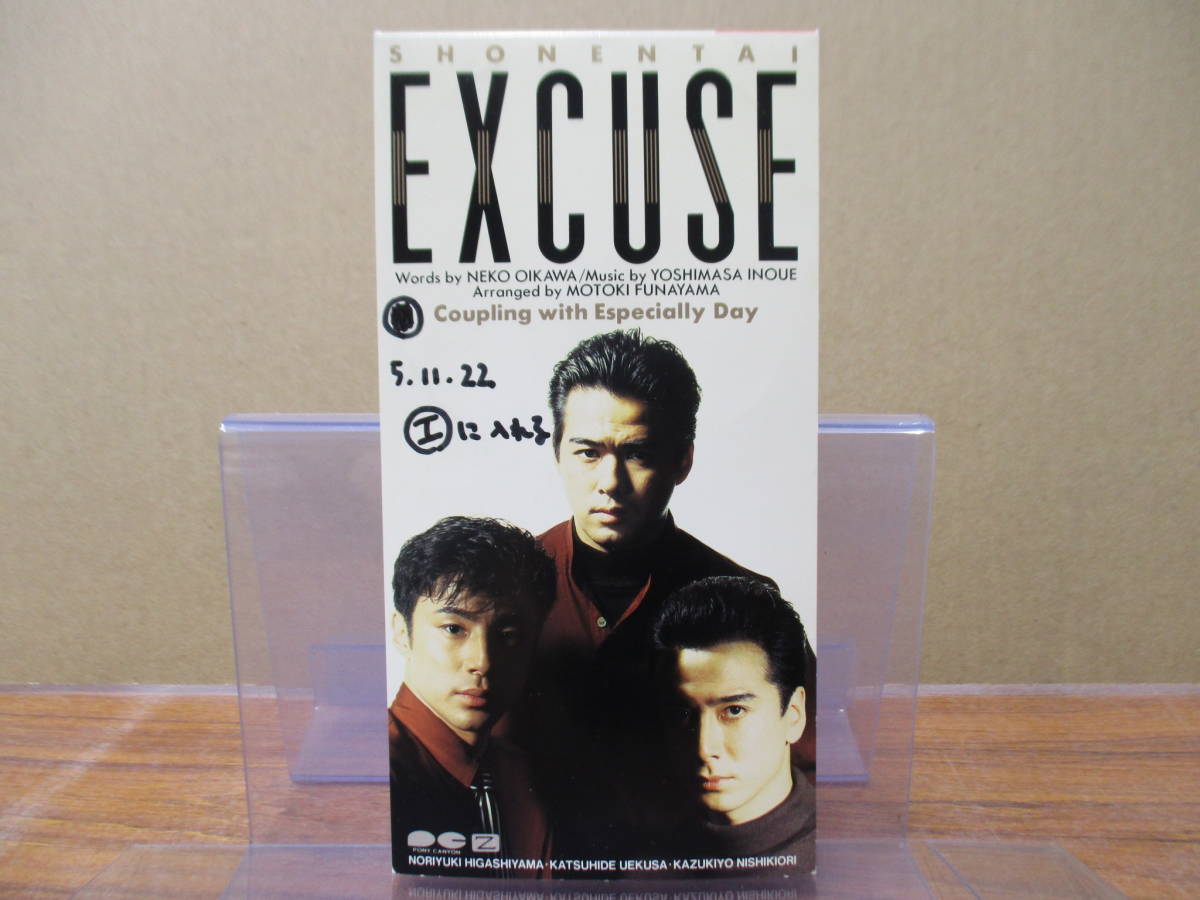 SHONENTAI
EXCUSE
Words by NEKO OIKAWA/Music by YOSHIMASA INOUE
Arranged by MOTOKI FUNAYAMA
Coupling with Especially Day
5.11.22
エに入れる
PONY CANYON
NORIYUKI HIGASHIYAMA・KATSUHIDE UEKUSA・KAZUKIYO NISHIKIORI